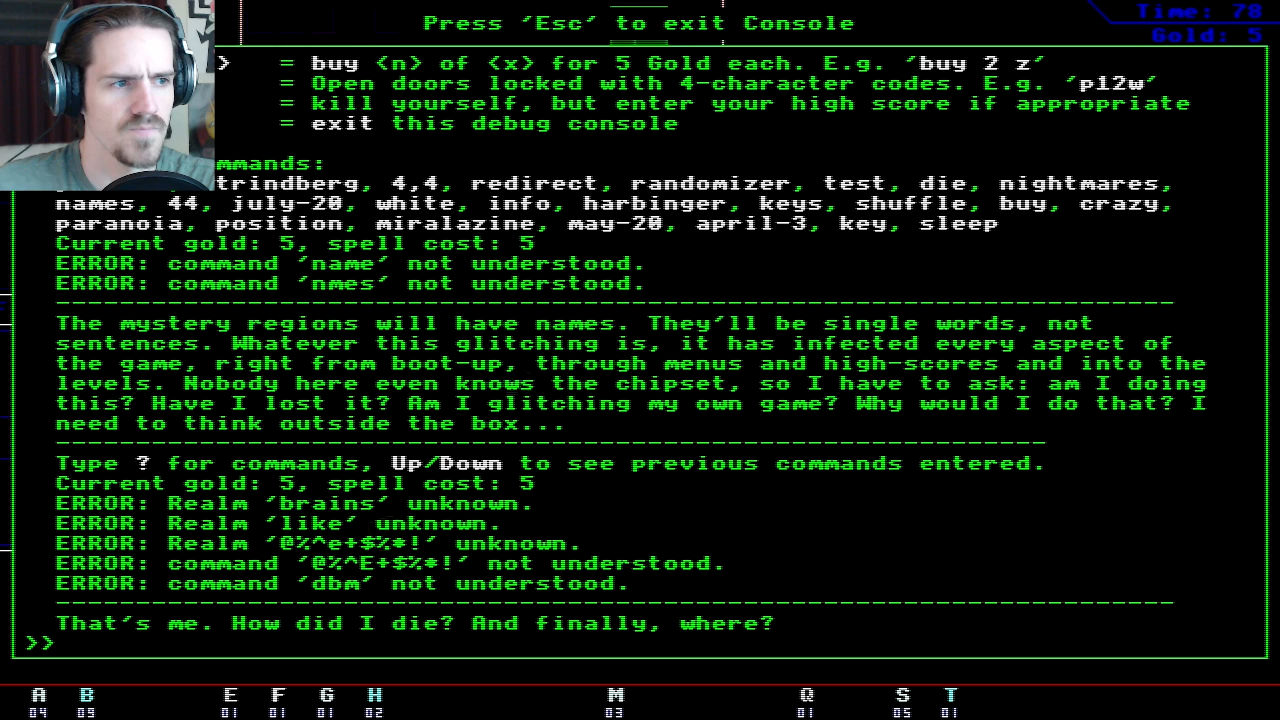 Press 'Esc' to exit Console
Time: 78
Gold: 5
> = buy <n> of <x> for 5 Gold each. E.g. 'buy 2 z'
= Open doors locked with 4-character codes. E.g. 'p12w'
= kill yourself, but enter your high score if appropriate
= exit this debug console
mmands:
trindberg, 4,4, redirect, randomizer, test, die, nightmares,
names, 44, july-20, white, info, harbinger, keys, shuffle, buy, crazy,
paranoia, position, miralazine, may-20, april-3, key, sleep
Current gold: 5, spell cost: 5
ERROR: command 'name' not understood.
ERROR: command 'nmes' not understood.
The mystery regions will have names. They'll be single words, not
sentences. Whatever this glitching is, it has infected every aspect of
the game, right from boot-up, through menus and high-scores and into the
levels. Nobody here even knows the chipset, so I have to ask: am I doing
this? Have I lost it? Am I glitching my own game? Why would I do that? I
need to think outside the box...
Type ? for commands, Up/Down to see previous commands entered.
Current gold: 5, spell cost: 5
ERROR: Realm 'brains' unknown.
ERROR: Realm 'like' unknown.
ERROR: Realm '@%^e+$%*!' unknown.
ERROR: command '@%^E+$%*!' not understood.
ERROR: command 'dbm' not understood.
That's me. How did I die? And finally, where?
>>
A B E F G H M Q S T
04 09 01 01 01 02 03 01 05 01